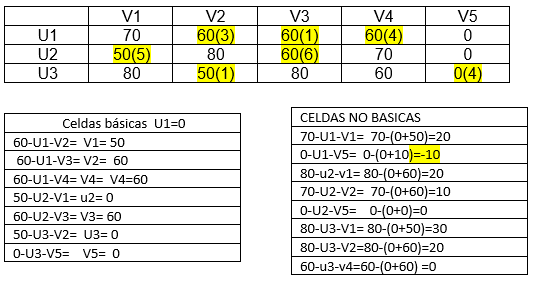 V1 V2 V3 V4 V5
U1 70 60(3) 60(1) 60(4) 0
U2 50(5) 80 60(6) 70 0
U3 80 50(1) 80 60 0(4)
Celdas básicas U1=0
60-U1-V2= V1= 50
60-U1-V3= V2= 60
60-U1-V4= V4= V4=60
50-U2-V1= u2= 0
60-U2-V3= V3= 60
50-U3-V2= U3= 0
0-U3-V5= V5= 0
CELDAS NO BASICAS
70-U1-V1= 70-(0+50)=20
0-U1-V5= 0-(0+10)=-10
80-u2-v1= 80-(0+60)=20
70-U2-V2= 70-(0+60)=10
0-U2-V5= 0-(0+0)=0
80-U3-V1= 80-(0+50)=30
80-U3-V2=80-(0+60)=20
60-u3-v4=60-(0+60) =0